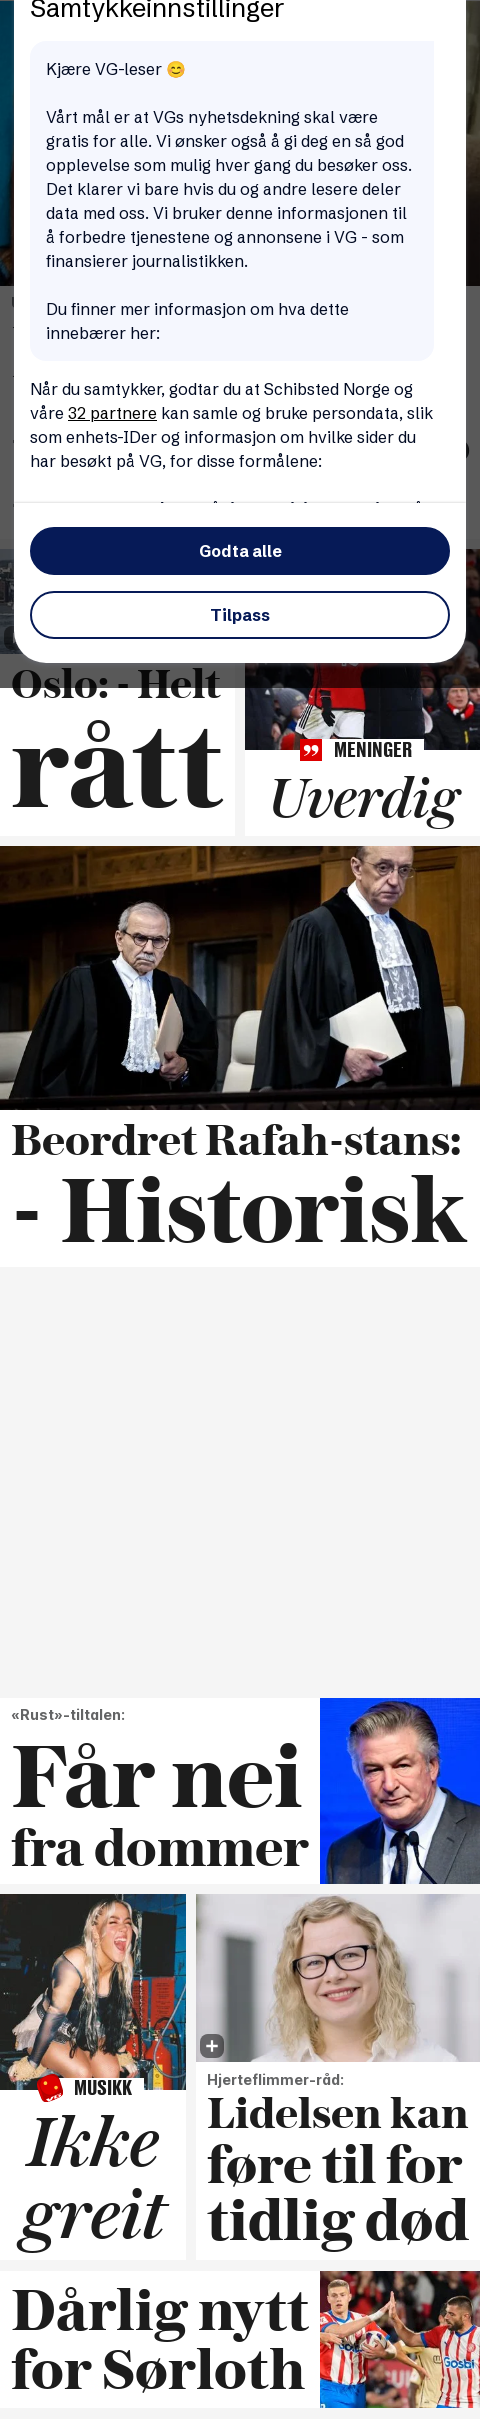 Samtykkeinnstillinger
Kjære VG-leser 😊
Vårt mål er at VGs nyhetsdekning skal være
gratis for alle. Vi ønsker også å gi deg en så god
opplevelse som mulig hver gang du besøker oss.
Det klarer vi bare hvis du og andre lesere deler
data med oss. Vi bruker denne informasjonen til
å forbedre tjenestene og annonsene i VG - som
finansierer journalistikken.
Du finner mer informasjon om hva dette
innebærer her:
Når du samtykker, godtar du at Schibsted Norge og
våre 32 partnere kan samle og bruke persondata, slik
som enhets-IDer og informasjon om hvilke sider du
har besøkt på VG, for disse formålene:
Godta alle
Tilpass
Oslo: - Helt
rått
MENINGER
Uverdig
Beordret Rafah-stans:
- Historisk
«Rust»-tiltalen:
Får nei
fra dommer
MUSIKK
Ikke
greit
Hjerteflimmer-råd:
Lidelsen kan
føre til for
tidlig død
Dårlig nytt
for Sørloth
Gosbi